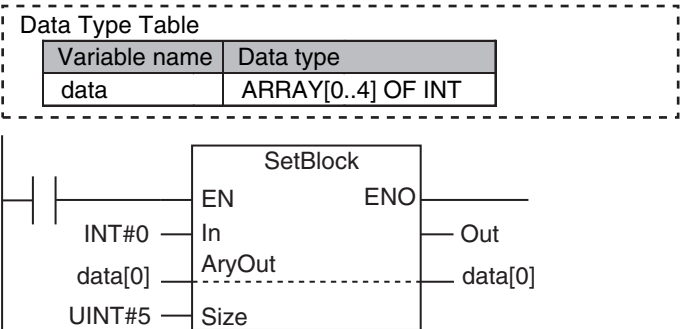 Data Type Table
Variable name Data type
data ARRAY[0..4] OF INT
SetBlock
EN ENO
INT#0 In Out
data[0] AryOut data[0]
UINT#5 Size